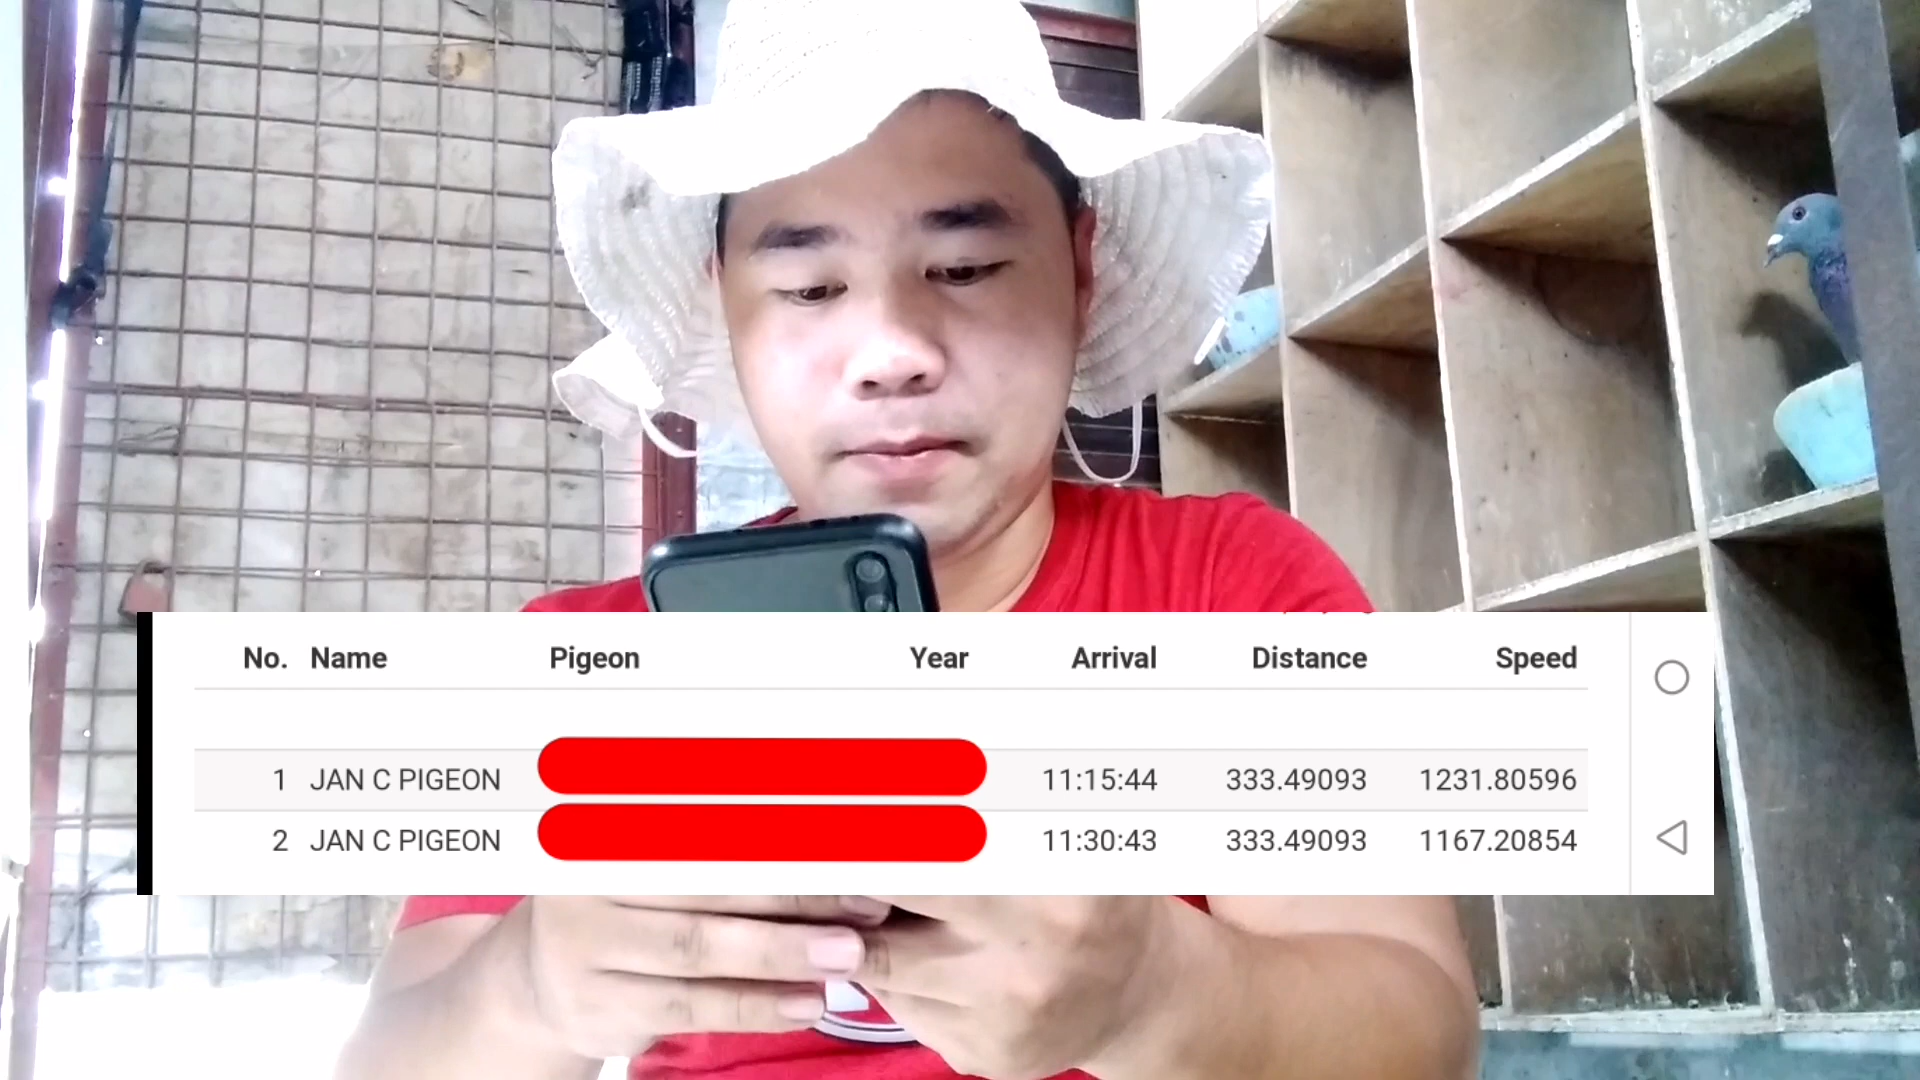 No. Name Pigeon Year Arrival Distance Speed
1 JAN C PIGEON 11:15:44 333.49093 1231.80596
2 JAN C PIGEON 11:30:43 333.49093 1167.20854